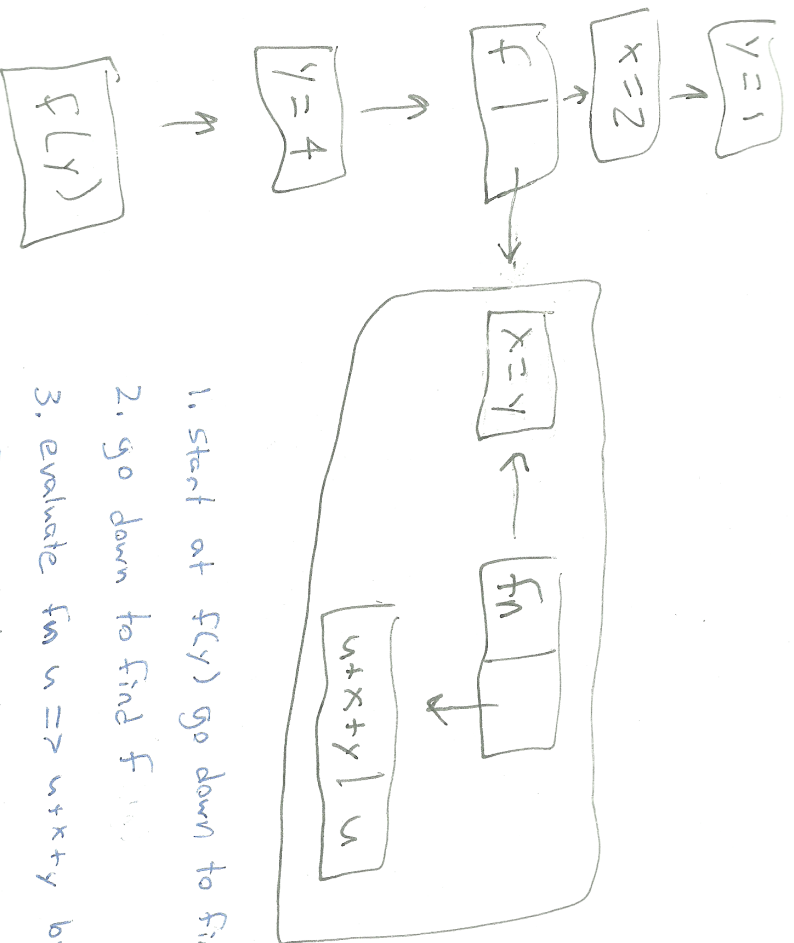 y = 1
x = 2
f
y = 4
f(y)
x = y
fn
n+x+y | n
1. start at f(y) go down to
2. go down to find f
3. evaluate fn n => n+x+y